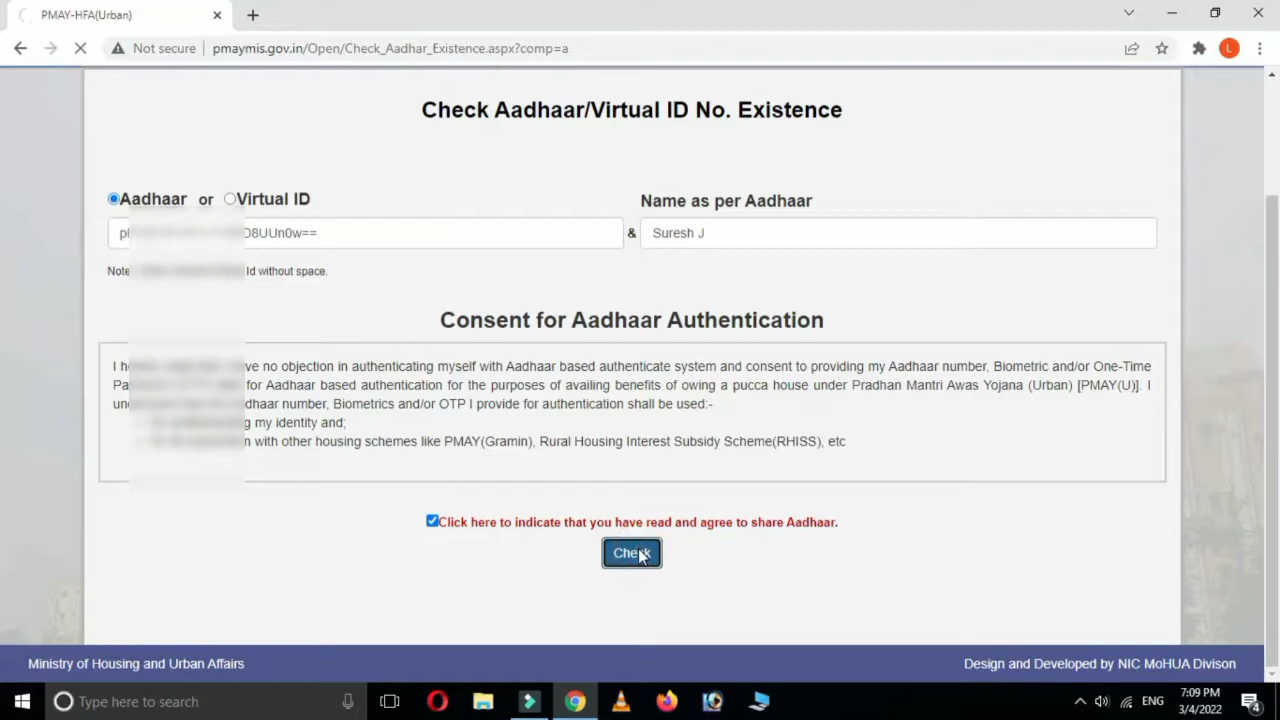 PMAY-HFA(Urban)
Not secure
pmaymis.gov.in/Open/Check_Aadhar_Existence.aspx?comp=a
L
Check Aadhaar/Virtual ID No. Existence
Aadhaar or Virtual ID
Name as per Aadhaar
D8UUn0w==
&
Suresh J
Note
Id without space.
Consent for Aadhaar Authentication
I no objection in authenticating myself with Aadhaar based authenticate system and consent to providing my Aadhaar number, Biometric and/or One-Time
for Aadhaar based authentication for the purposes of availing benefits of owing a pucca house under Pradhan Mantri Awas Yojana (Urban) [PMAY(U)]. I
number, Biometrics and/or OTP I provide for authentication shall be used:-
my identity and;
with other housing schemes like PMAY(Gramin), Rural Housing Interest Subsidy Scheme(RHISS), etc
Click here to indicate that you have read and agree to share Aadhaar.
Check
Ministry of Housing and Urban Affairs
Design and Developed by NIC MoHUA Divison
Type here to search
ENG
7:09 PM
3/4/2022
4